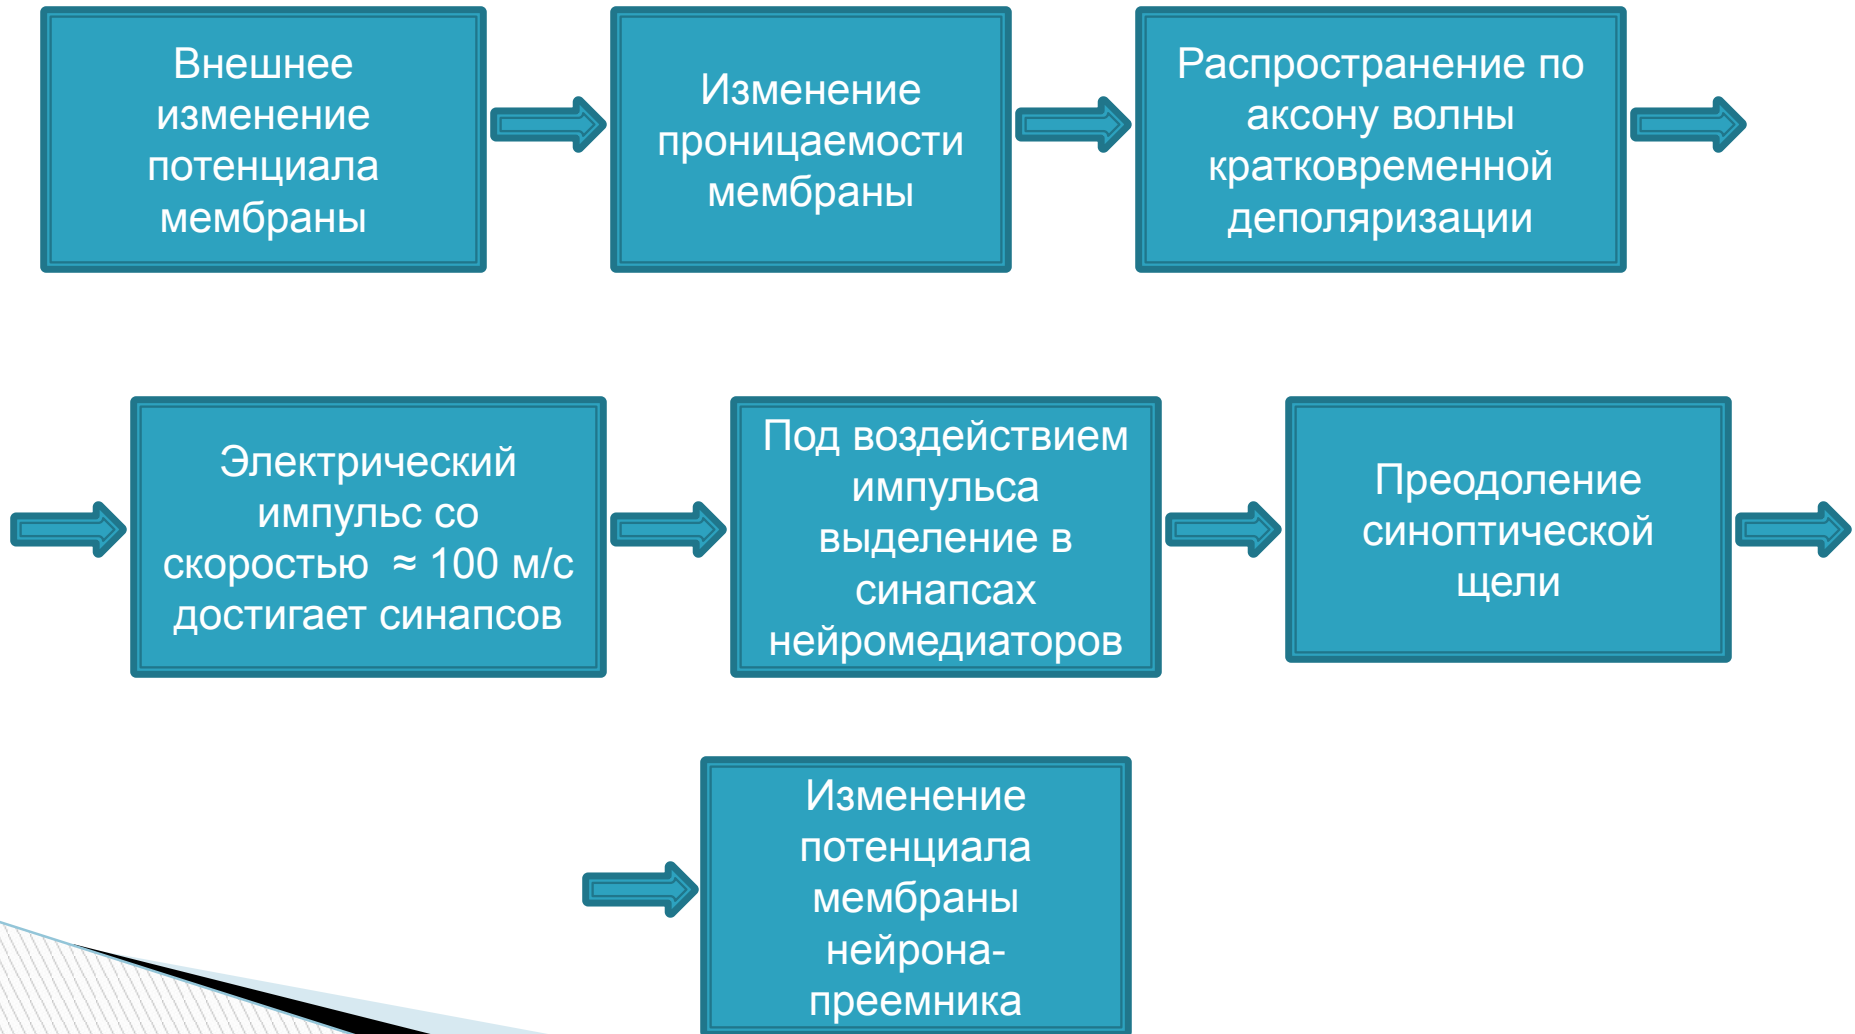 Внешнее
изменение
потенциала
мембраны
Изменение
проницаемости
мембраны
Распространение по
аксону волны
кратковременной
деполяризации
Электрический
импульс со
скоростью ≈ 100 м/с
достигает синапсов
Под воздействием
импульса
выделение в
синапсах
нейромедиаторов
Преодоление
синоптической
щели
Изменение
потенциала
мембраны
нейрона-
преемника